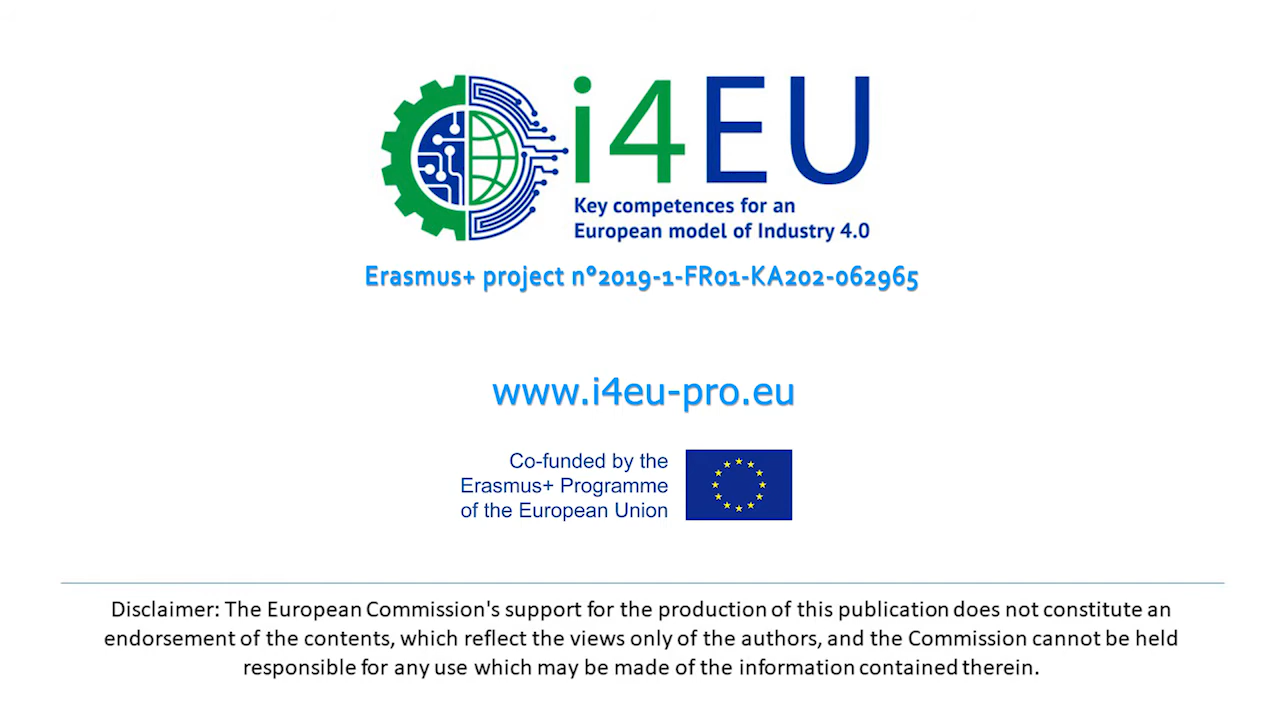 i4EU
Key competences for an
European model of Industry 4.0
Erasmus+ project n°2019-1-FR01-KA202-062965
www.i4eu-pro.eu
Co-funded by the
Erasmus+ Programme
of the European Union
Disclaimer: The European Commission's support for the production of this publication does not constitute an
endorsement of the contents, which reflect the views only of the authors, and the Commission cannot be held
responsible for any use which may be made of the information contained therein.